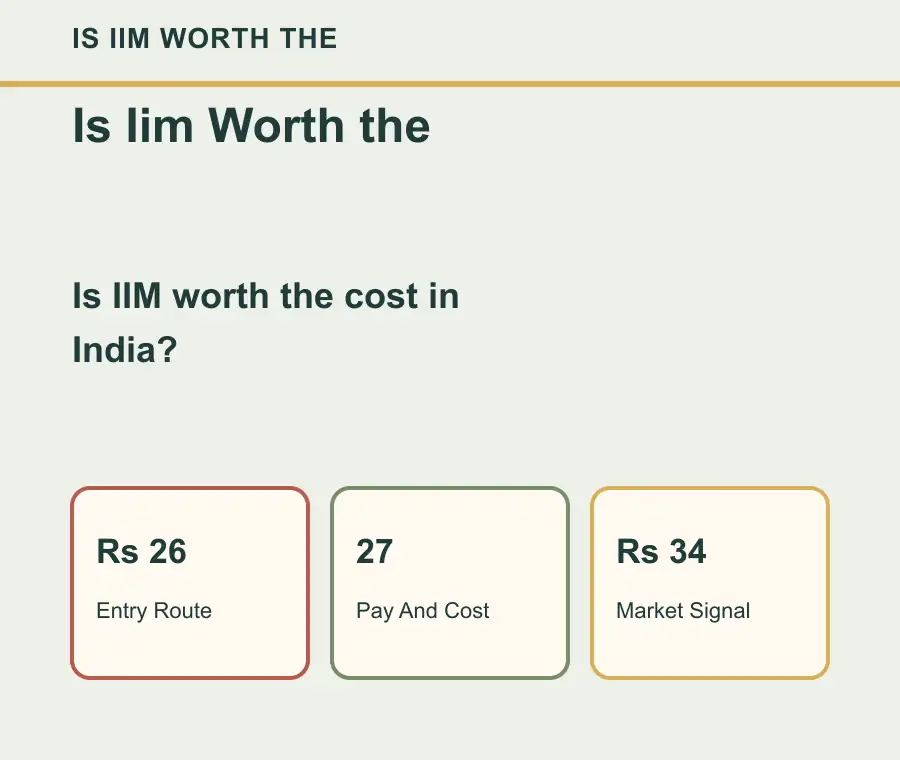 IS IIM WORTH THE
Is Iim Worth the
Is IIM worth the cost in
India?
Rs 26
Entry Route
27
Pay And Cost
Rs 34
Market Signal